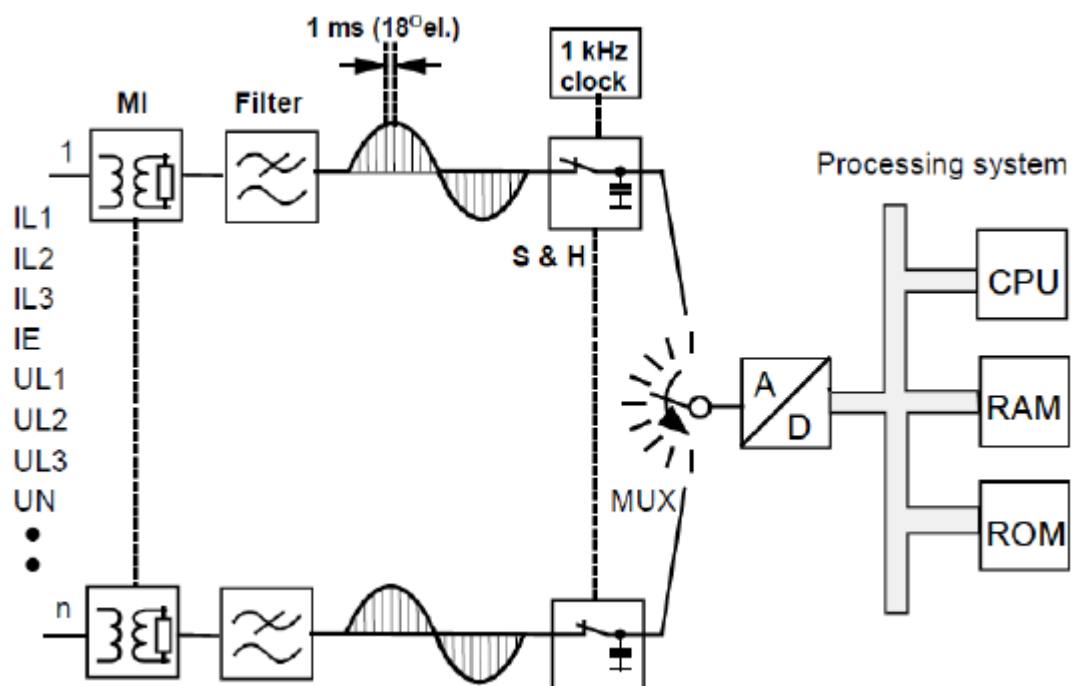 1 ms (18°el.)
1 kHz
clock
MI
Filter
1
Processing system
IL1
IL2
IL3
IE
UL1
UL2
UL3
UN
S & H
CPU
A
D
RAM
MUX
ROM
n